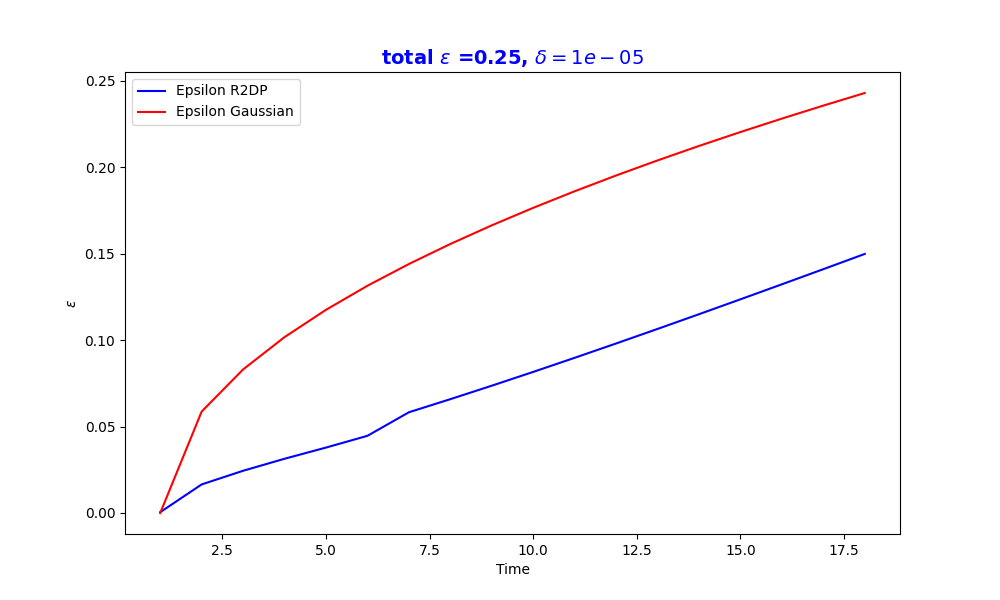 total ε =0.25, δ = 1e − 05
Epsilon R2DP
Epsilon Gaussian
0.25
0.20
0.15
0.10
0.05
0.00
ε
2.5 5.0 7.5 10.0 12.5 15.0 17.5
Time